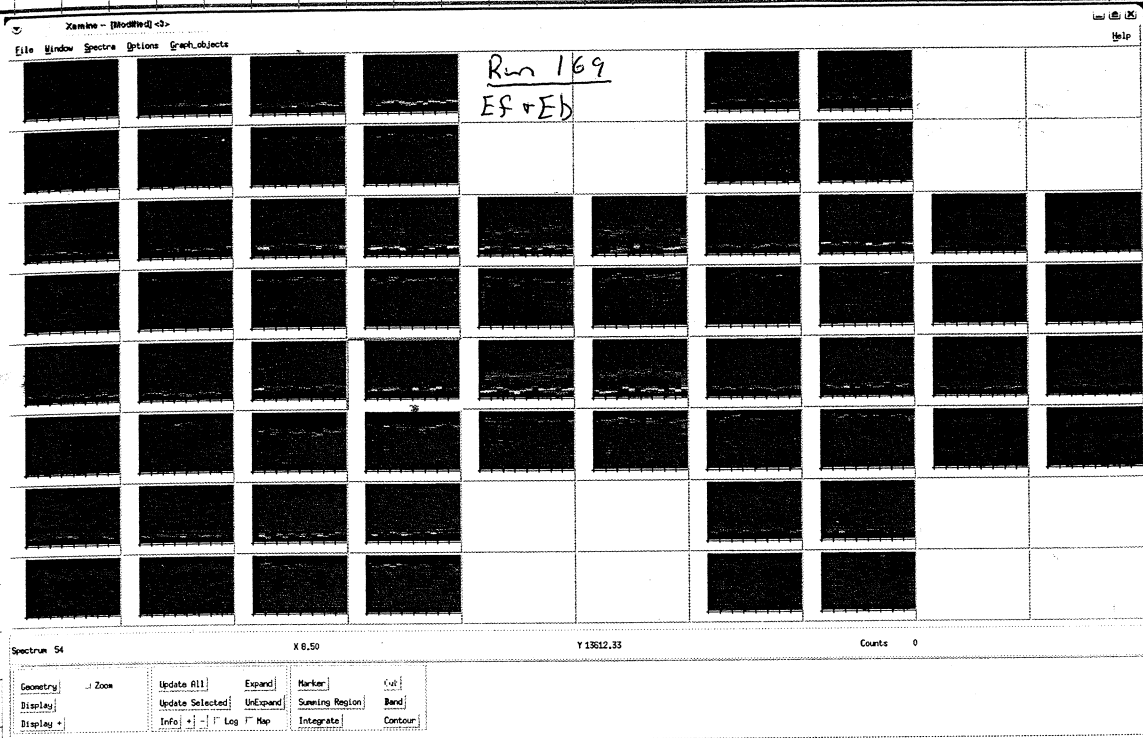 Xamine - [Modified] <3>
File Window Spectra Options Graph_objects Help
Run 169
Ef + Eb
Spectrum 54 X 8.50 Y 13612.33 Counts 0
Geometry Zoom Update All Expand Marker Cut
Display Update Selected UnExpand Summing Region Band
Display + Info + - Log Map Integrate Contour